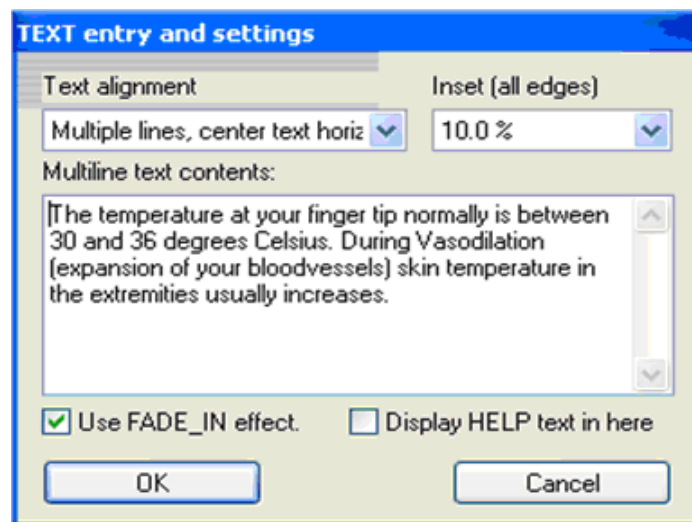 TEXT entry and settings
Text alignment Inset (all edges)
Multiple lines, center text horiz 10.0 %
Multiline text contents:
The temperature at your finger tip normally is between
30 and 36 degrees Celsius. During Vasodilation
(expansion of your bloodvessels) skin temperature in
the extremities usually increases.
Use FADE_IN effect. Display HELP text in here
OK Cancel